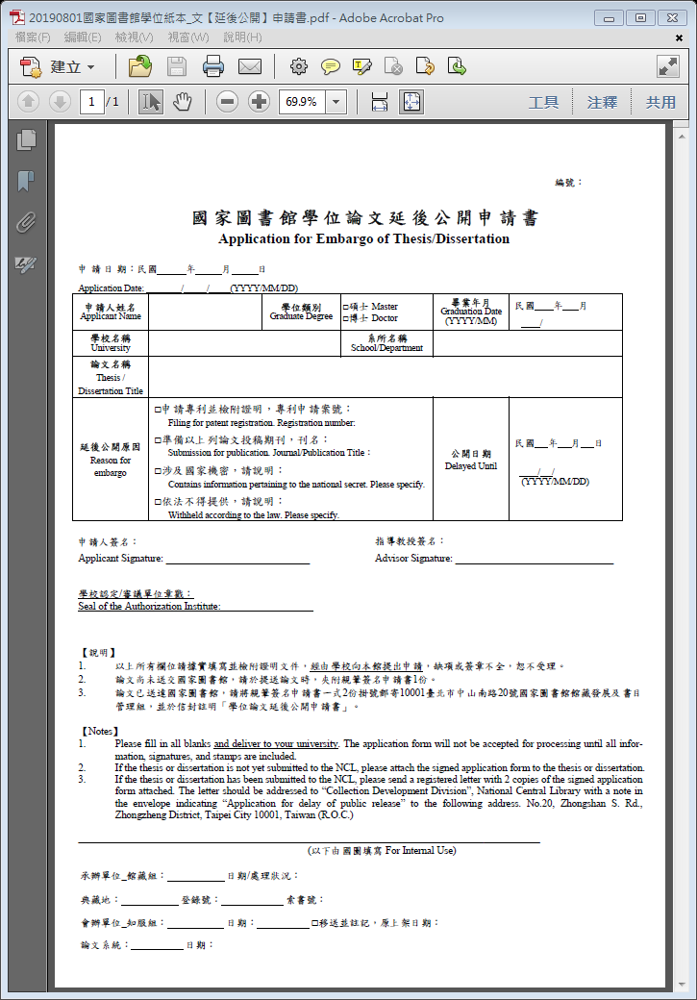 20190801國家圖書館學位紙本_文【延後公開】申請書.pdf - Adobe Acrobat Pro
檔案(F) 編輯(E) 檢視(V) 視窗(W) 說明(H)
建立
1 / 1 69.9% 工具 注釋 共用
編號：
國家圖書館學位論文延後公開申請書
Application for Embargo of Thesis/Dissertation
申請日期：民國______年______月______日
Application Date: _______/_____/____(YYYY/MM/DD)
申請人姓名
Applicant Name
學位類別
Graduate Degree
□碩士 Master
□博士 Doctor
畢業年月
Graduation Date
(YYYY/MM)
民國____年___月
____/
學校名稱
University
系所名稱
School/Department
論文名稱
Thesis /
Dissertation Title
延後公開原因
Reason for
embargo
□申請專利並檢附證明，專利申請案號：
Filing for patent registration. Registration number:
□準備以上列論文投稿期刊，刊名：
Submission for publication. Journal/Publication Title：
□涉及國家機密，請說明：
Contains information pertaining to the national secret. Please specify.
□依法不得提供，請說明：
Withheld according to the law. Please specify.
公開日期
Delayed Until
民國___年___月___日
____/___/
(YYYY/MM/DD)
申請人簽名： 指導教授簽名：
Applicant Signature: ____________________________ Advisor Signature: ______________________________
學校認定/審議單位章戳：
Seal of the Authorization Institute:
【說明】
1. 以上所有欄位請據實填寫並檢附證明文件，經由學校向本館提出申請，缺項或簽章不全，恕不受理。
2. 論文尚未送交國家圖書館，請於提送論文時，夾附親筆簽名申請書1份。
3. 論文已送達國家圖書館，請將親筆簽名申請書一式2份掛號郵寄10001臺北市中山南路20號國家圖書館館藏發展及書目
管理組，並於信封註明「學位論文延後公開申請書」。
【Notes】
1. Please fill in all blanks and deliver to your university. The application form will not be accepted for processing until all infor-
mation, signatures, and stamps are included.
2. If the thesis or dissertation is not yet submitted to the NCL, please attach the signed application form to the thesis or dissertation.
3. If the thesis or dissertation has been submitted to the NCL, please send a registered letter with 2 copies of the signed application
form attached. The letter should be addressed to “Collection Development Division”, National Central Library with a note in
the envelope indicating “Application for delay of public release” to the following address. No.20, Zhongshan S. Rd.,
Zhongzheng District, Taipei City 10001, Taiwan (R.O.C.)
(以下由國圖填寫 For Internal Use)
承辦單位_館藏組：____________ 日期/處理狀況：
典藏地：____________ 登錄號：_____________ 索書號：
會辦單位_知服組：____________ 日期：___________ □移送並註記，原上架日期：
論文系統：___________ 日期：